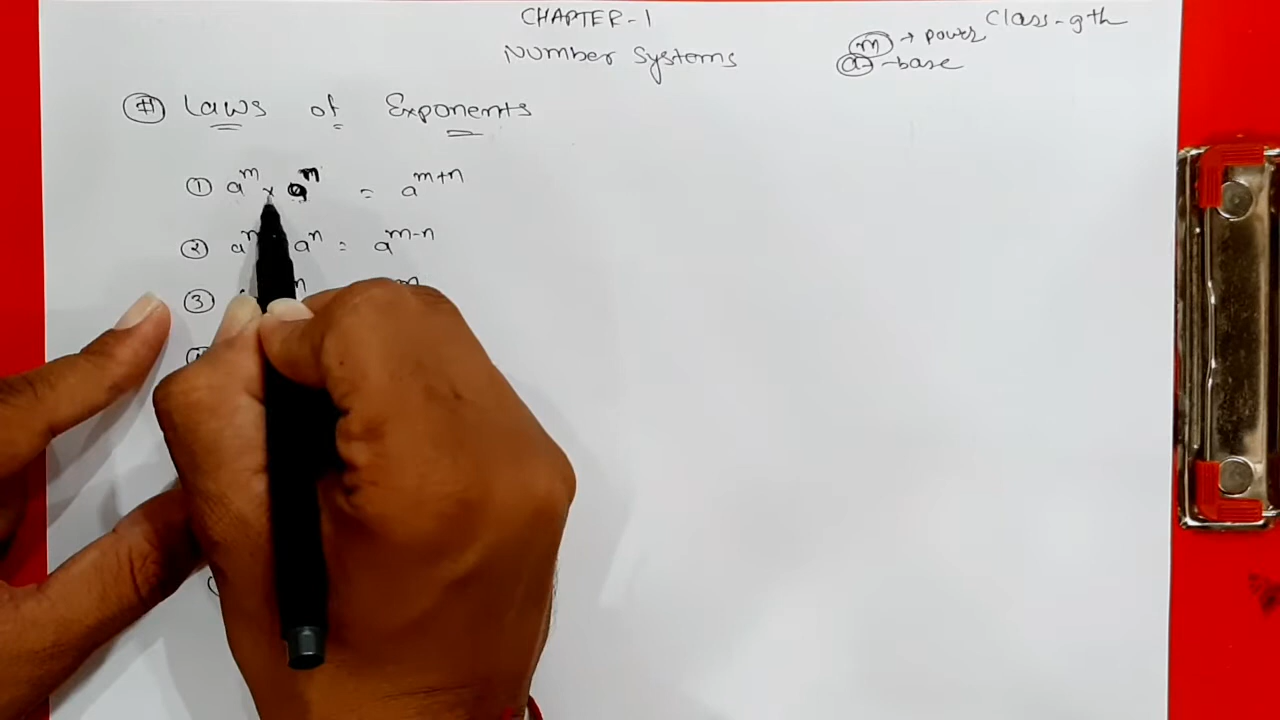 CHAPTER-1
Class-9th
Number Systems
m → power
a → base
# Laws of Exponents
① a^m × a^n = a^(m+n)
② a^n = a^(m-n)
③